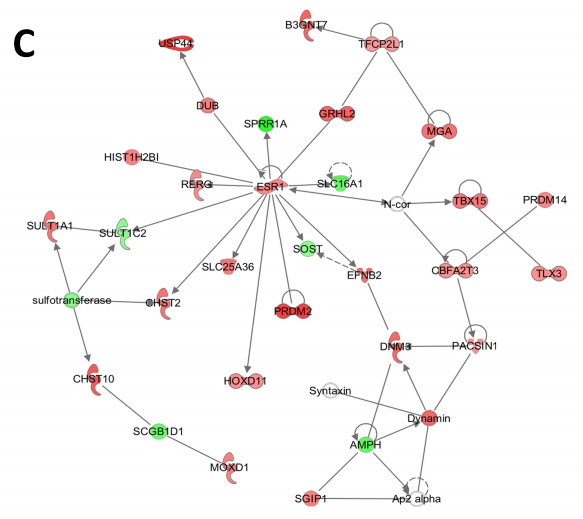 C
B3GNT7
USP44
TFCP2L1
DUB
SPRR1A
GRHL2
MGA
HIST1H2BI
RERG
ESR1
SLC16A1
N-cor
TBX15
PRDM14
SULT1A1
SULT1C2
SOST
SLC25A36
EFNB2
CBFA2T3
TLX3
sulfotransferase
CHST2
PRDM2
DNM3
PACSIN1
CHST10
HOXD11
Syntaxin
Dynamin
SCGB1D1
AMPH
MOXD1
SGIP1
Ap2 alpha